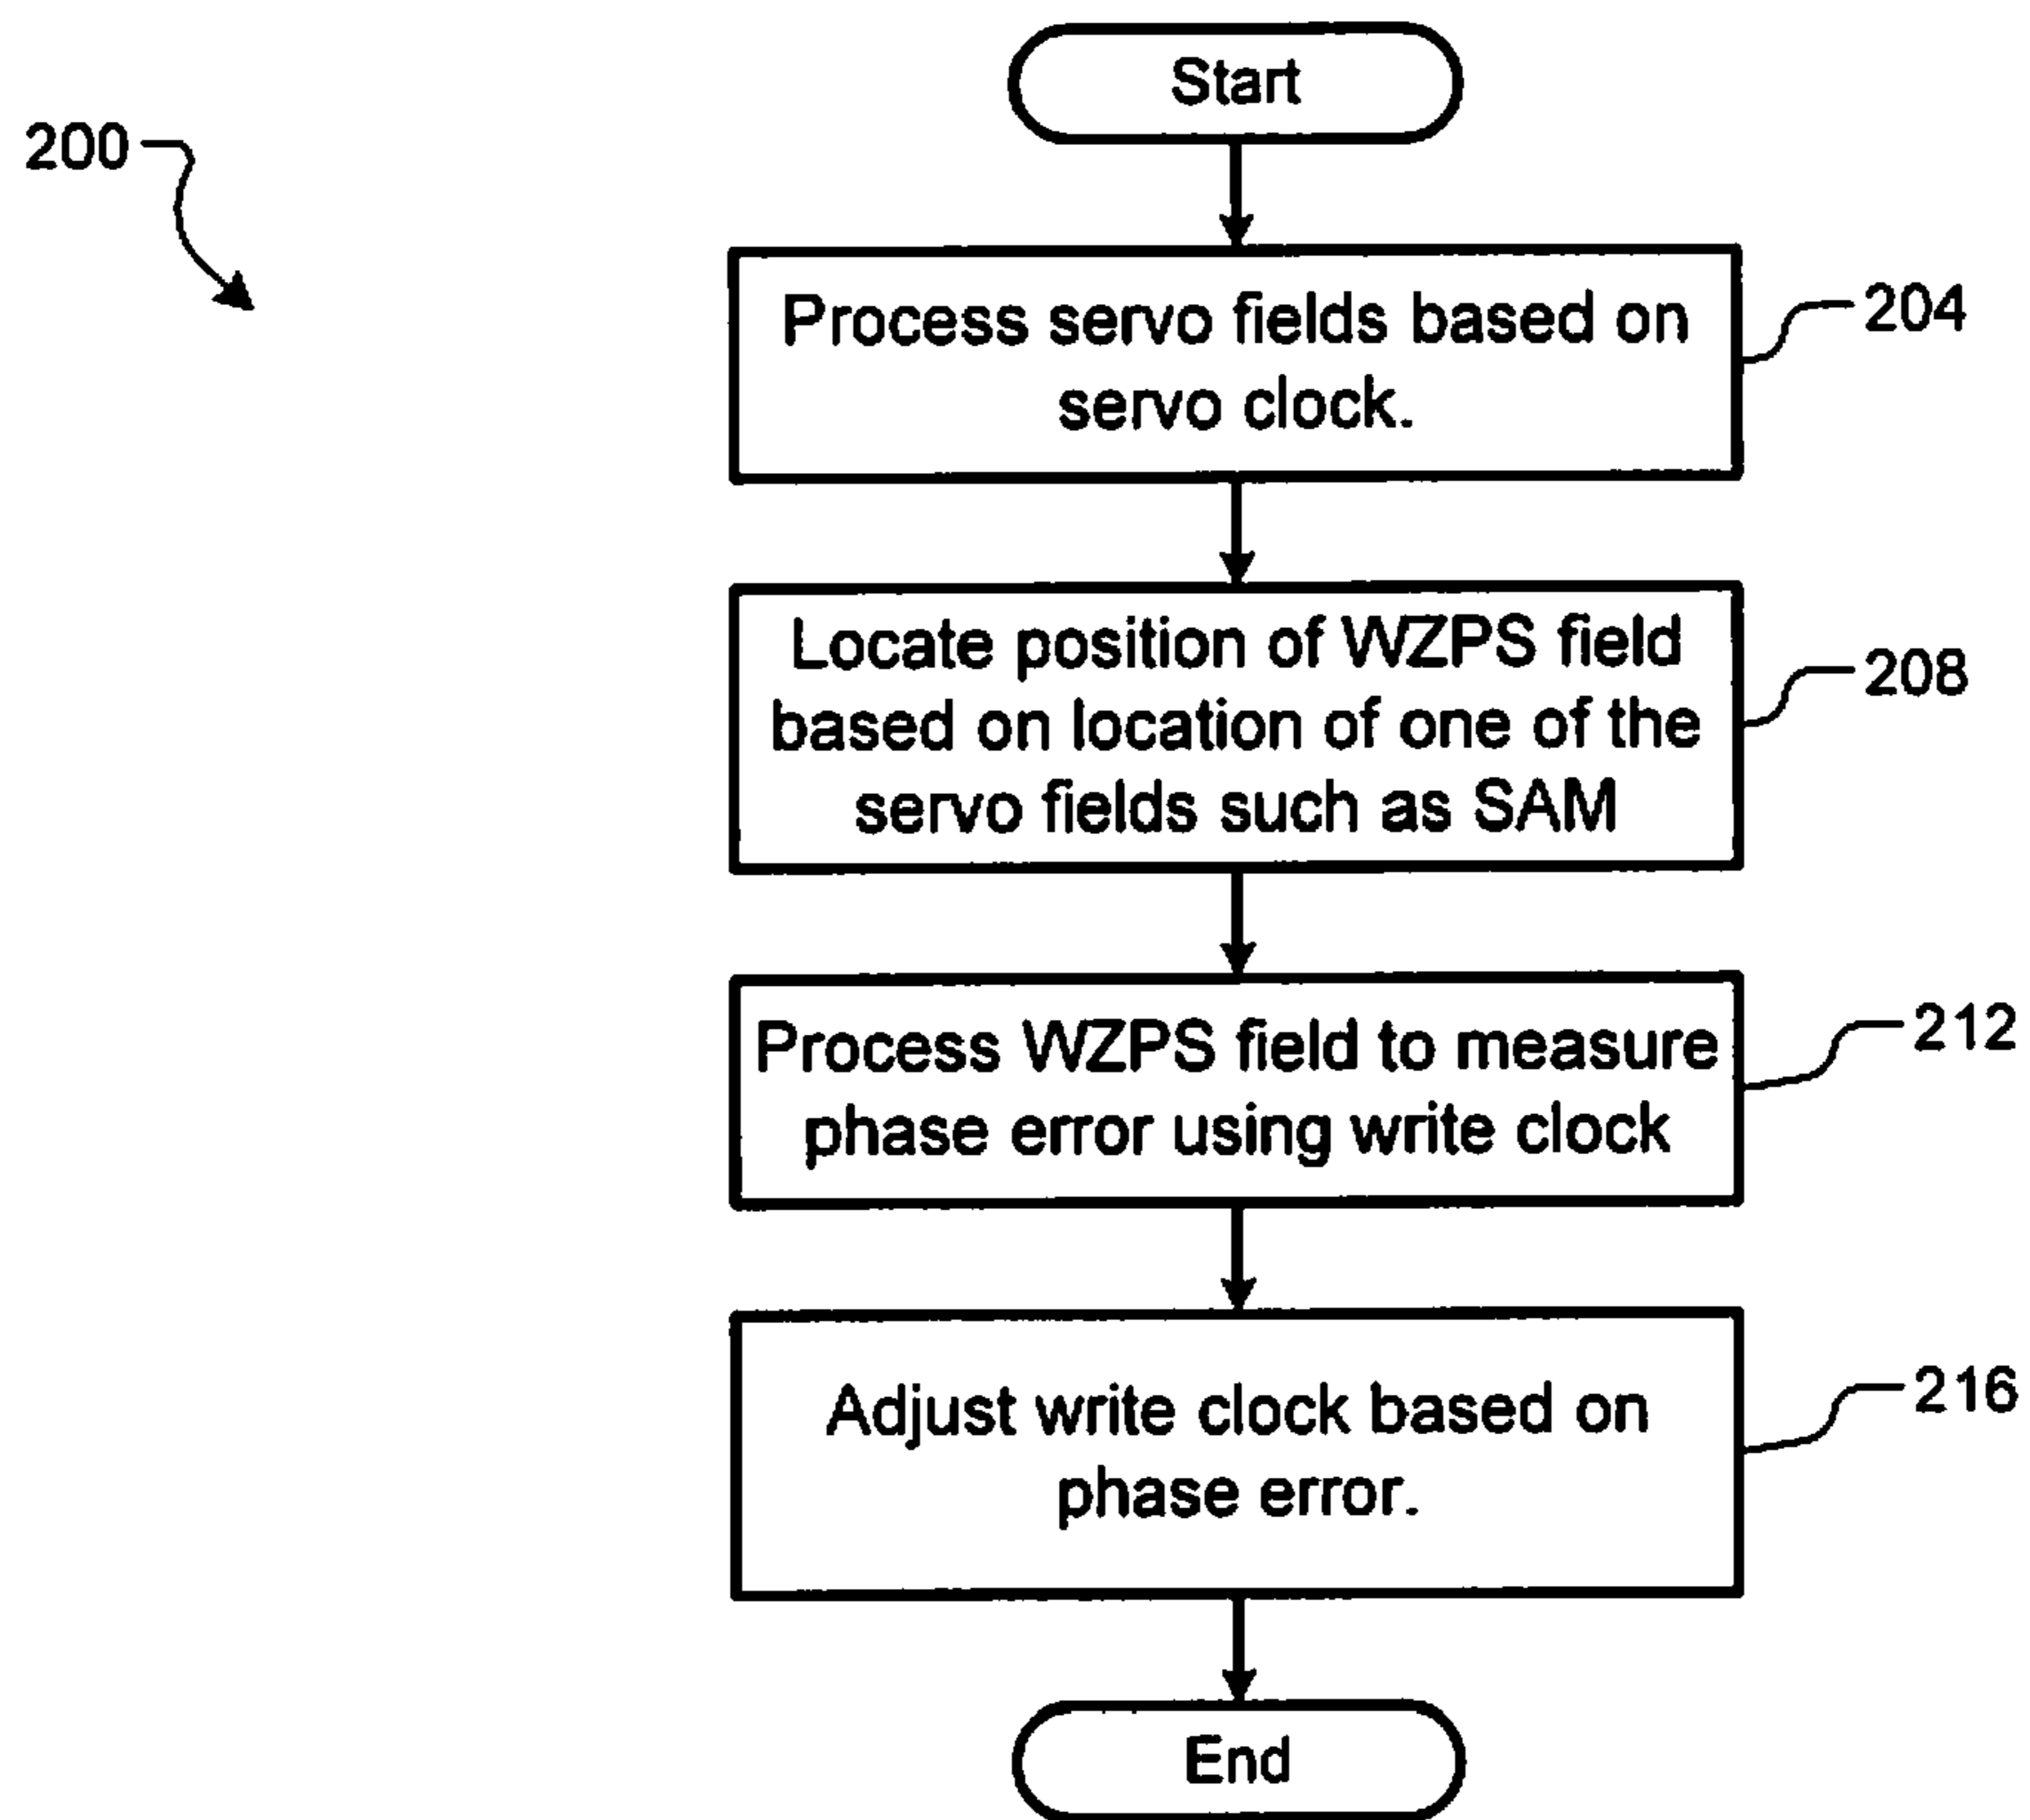 Start
200
Process servo fields based on
servo clock.
204
Locate position of WZPS field
based on location of one of the
servo fields such as SAM
208
Process WZPS field to measure
phase error using write clock
212
Adjust write clock based on
phase error.
216
End